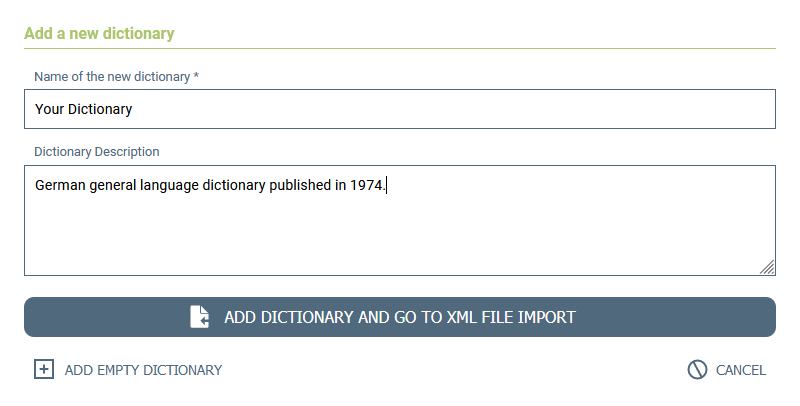 Add a new dictionary
Name of the new dictionary *
Your Dictionary
Dictionary Description
German general language dictionary published in 1974.
ADD DICTIONARY AND GO TO XML FILE IMPORT
ADD EMPTY DICTIONARY
CANCEL